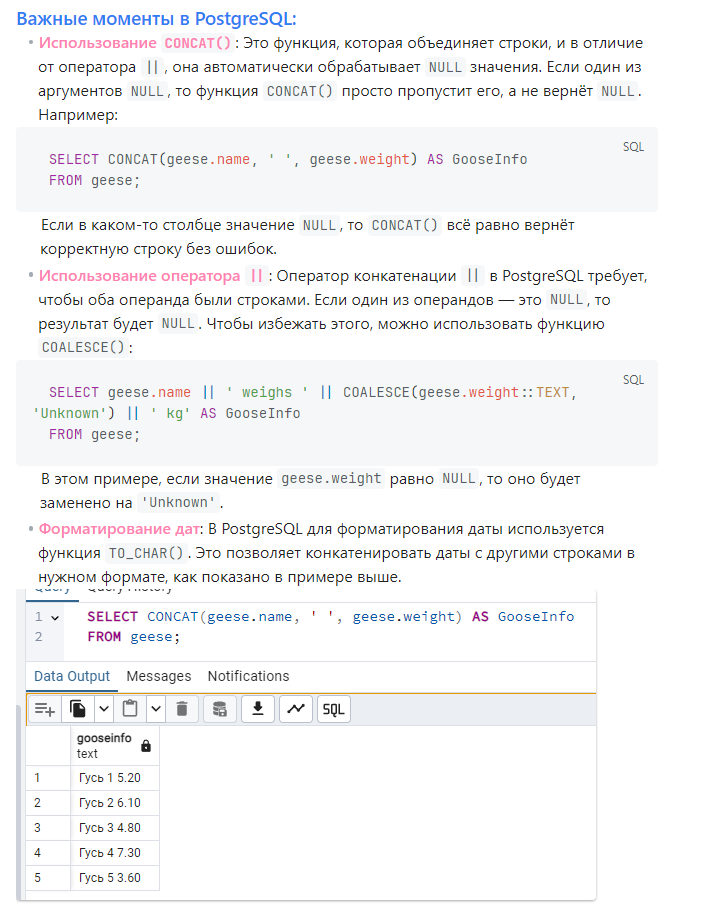 Важные моменты в PostgreSQL:
• Использование CONCAT(): Это функция, которая объединяет строки, и в отличие
от оператора ||, она автоматически обрабатывает NULL значения. Если один из
аргументов NULL, то функция CONCAT() просто пропустит его, а не вернёт NULL.
Например:
SQL
SELECT CONCAT(geese.name, ' ', geese.weight) AS GooseInfo
FROM geese;
Если в каком-то столбце значение NULL, то CONCAT() всё равно вернёт
корректную строку без ошибок.
• Использование оператора ||: Оператор конкатенации || в PostgreSQL требует,
чтобы оба операнда были строками. Если один из операндов — это NULL, то
результат будет NULL. Чтобы избежать этого, можно использовать функцию
COALESCE():
SQL
SELECT geese.name || ' weighs ' || COALESCE(geese.weight::TEXT,
'Unknown') || ' kg' AS GooseInfo
FROM geese;
В этом примере, если значение geese.weight равно NULL, то оно будет
заменено на 'Unknown'.
• Форматирование дат: В PostgreSQL для форматирования даты используется
функция TO_CHAR(). Это позволяет конкатенировать даты с другими строками в
нужном формате, как показано в примере выше.
Query Query History
1 SELECT CONCAT(geese.name, ' ', geese.weight) AS GooseInfo
2 FROM geese;
Data Output Messages Notifications
SQL
gooseinfo
text
1 Гусь 1 5.20
2 Гусь 2 6.10
3 Гусь 3 4.80
4 Гусь 4 7.30
5 Гусь 5 3.60